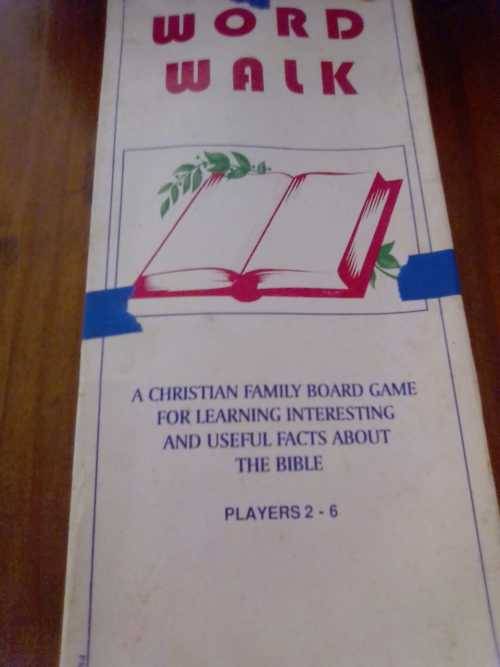 WORD
WALK
A CHRISTIAN FAMILY BOARD GAME
FOR LEARNING INTERESTING
AND USEFUL FACTS ABOUT
THE BIBLE
PLAYERS 2 - 6